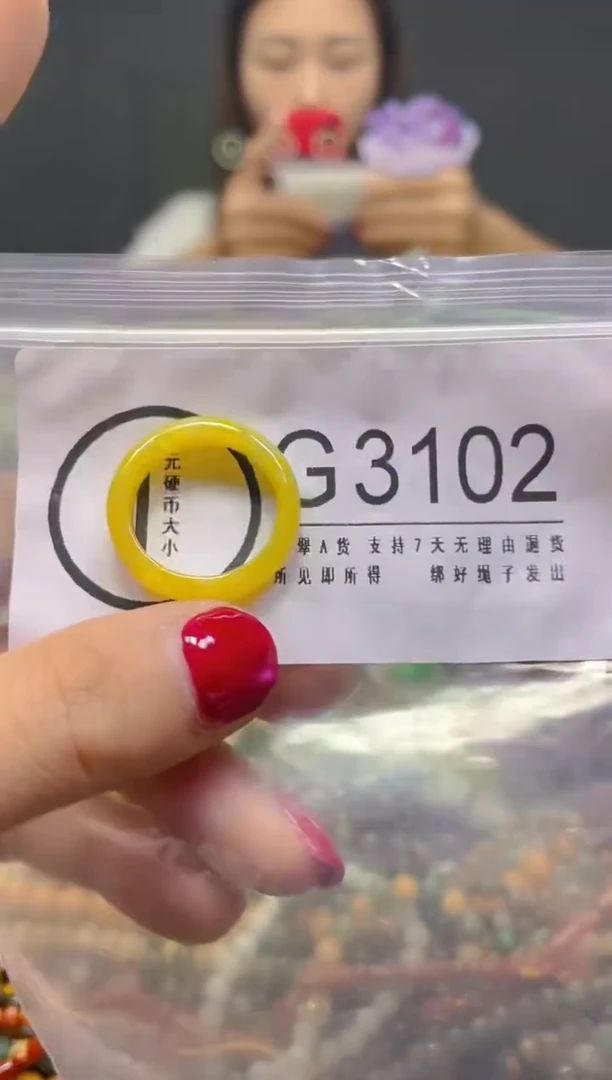 元硬币大小
G3102
翠A货 支持7天无理由退货
所见即所得 绑好绳子发出